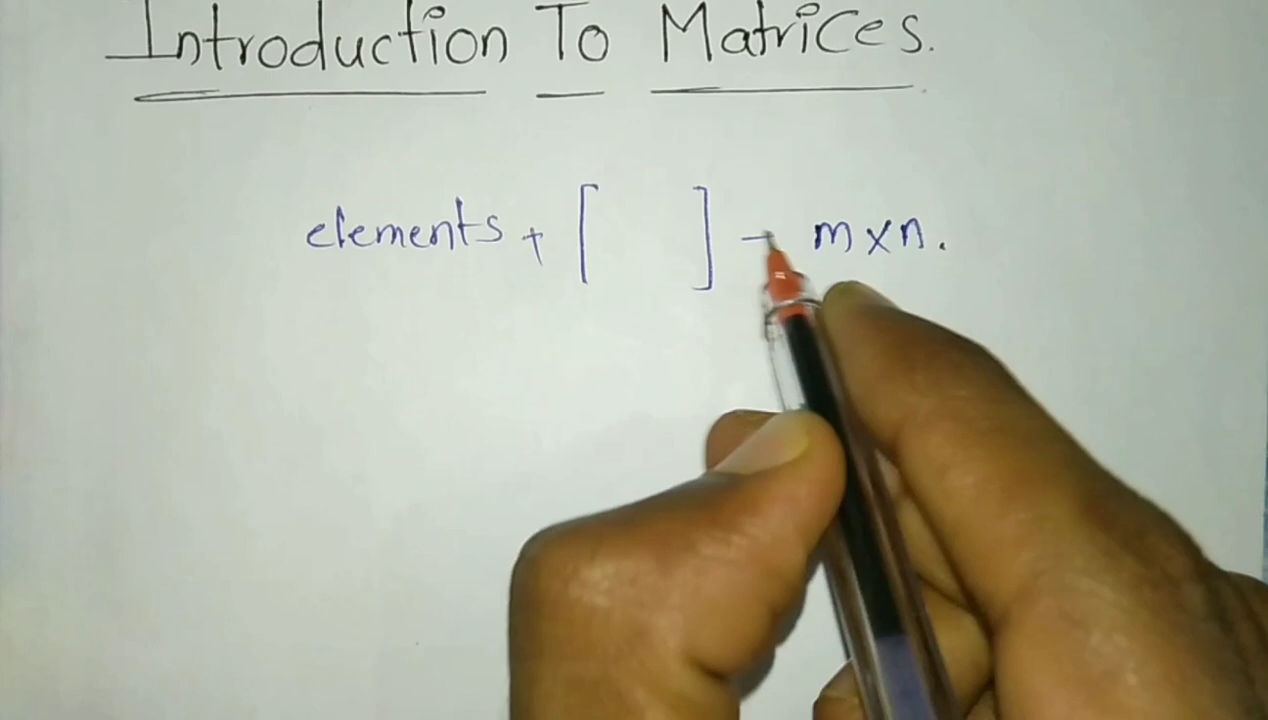 Introduction To Matrices.
elements + [ ] - m x n.